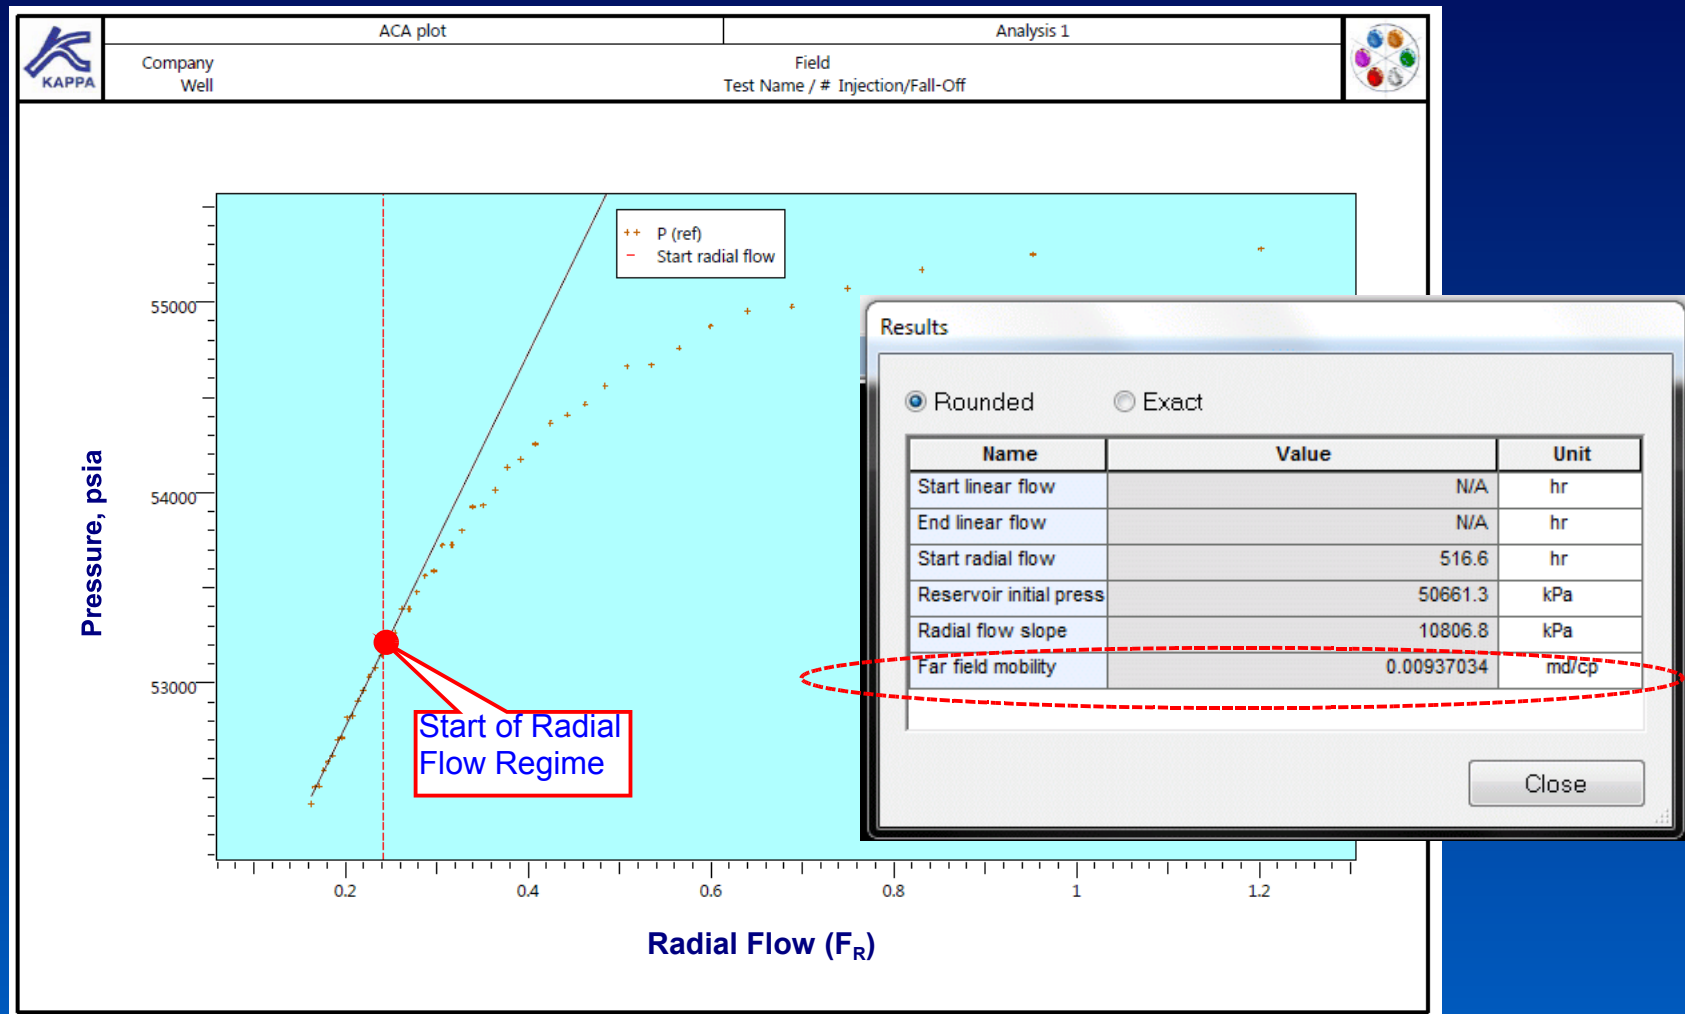 KAPPA
ACA plot
Analysis 1
Company
Well
Field
Test Name / # Injection/Fall-Off
P (ref)
Start radial flow
55000
54000
53000
Pressure, psia
Start of Radial
Flow Regime
0.2 0.4 0.6 0.8 1 1.2
Radial Flow (FR)
Results
Rounded Exact
Name Value Unit
Start linear flow N/A hr
End linear flow N/A hr
Start radial flow 516.6 hr
Reservoir initial press 50661.3 kPa
Radial flow slope 10806.8 kPa
Far field mobility 0.00937034 md/cp
Close